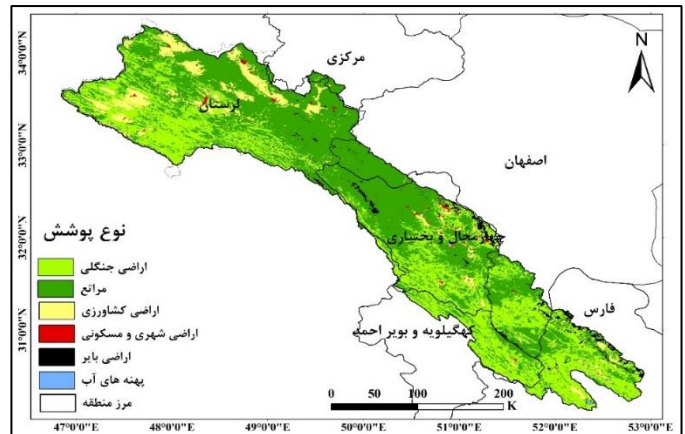 34°0'0"N
33°0'0"N
32°0'0"N
31°0'0"N
N
مرکزی
لرستان
اصفهان
چهارمحال و بختیاری
فارس
کهگیلویه و بویر احمد
نوع پوشش
اراضی جنگلی
مراتع
اراضی کشاورزی
اراضی شهری و مسکونی
اراضی بایر
پهنه های آب
مرز منطقه
0 50 100 200
K
47°0'0"E 48°0'0"E 49°0'0"E 50°0'0"E 51°0'0"E 52°0'0"E 53°0'0"E